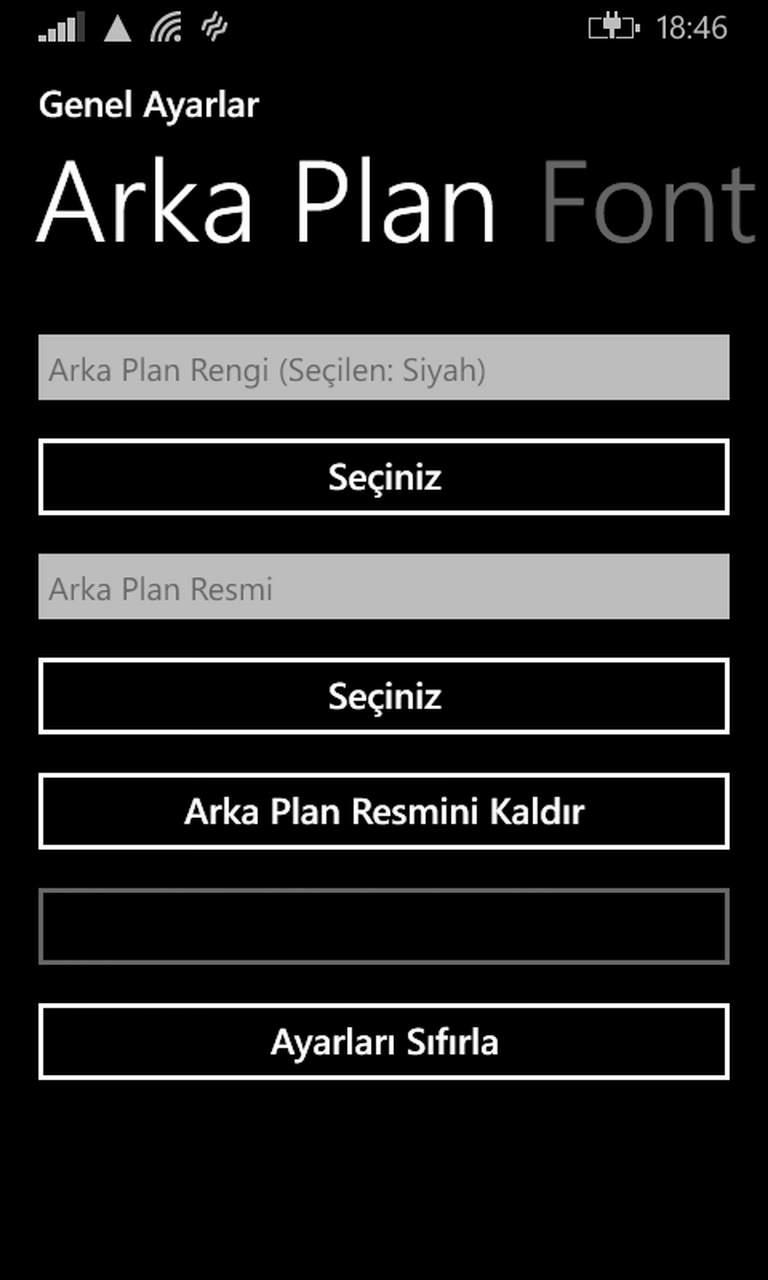 18:46
Genel Ayarlar
Arka Plan Font
Arka Plan Rengi (Seçilen: Siyah)
Seçiniz
Arka Plan Resmi
Seçiniz
Arka Plan Resmini Kaldır
Ayarları Sıfırla